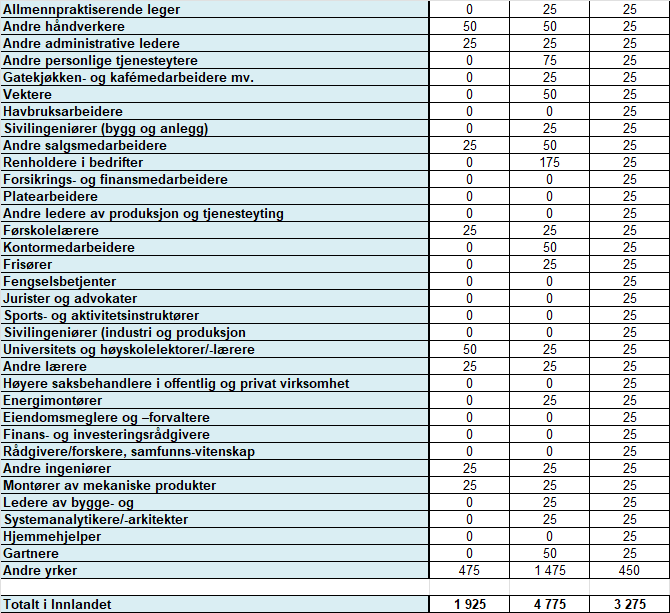 Allmennpraktiserende leger 0 25 25
Andre håndverkere 50 50 25
Andre administrative ledere 25 25 25
Andre personlige tjenesteytere 0 75 25
Gatekjøkken- og kafémedarbeidere mv. 0 25 25
Vektere 0 50 25
Havbruksarbeidere 0 0 25
Sivilingeniører (bygg og anlegg) 0 25 25
Andre salgsmedarbeidere 25 50 25
Renholdere i bedrifter 0 175 25
Forsikrings- og finansmedarbeidere 0 0 25
Platearbeidere 0 0 25
Andre ledere av produksjon og tjenesteyting 0 0 25
Førskolelærere 25 25 25
Kontormedarbeidere 0 50 25
Frisører 0 25 25
Fengselsbetjenter 0 0 25
Jurister og advokater 0 0 25
Sports- og aktivitetsinstruktører 0 0 25
Sivilingeniører (industri og produksjon 0 0 25
Universitets og høyskolelektorer/-lærere 50 25 25
Andre lærere 25 25 25
Høyere saksbehandlere i offentlig og privat virksomhet 0 0 25
Energimontører 0 25 25
Eiendomsmeglere og –forvaltere 0 0 25
Finans- og investeringsrådgivere 0 0 25
Rådgivere/forskere, samfunns-vitenskap 0 0 25
Andre ingeniører 25 25 25
Montører av mekaniske produkter 25 25 25
Ledere av bygge- og 0 25 25
Systemanalytikere/-arkitekter 0 25 25
Hjemmehjelper 0 0 25
Gartnere 0 50 25
Andre yrker 475 1 475 450
Totalt i Innlandet 1 925 4 775 3 275